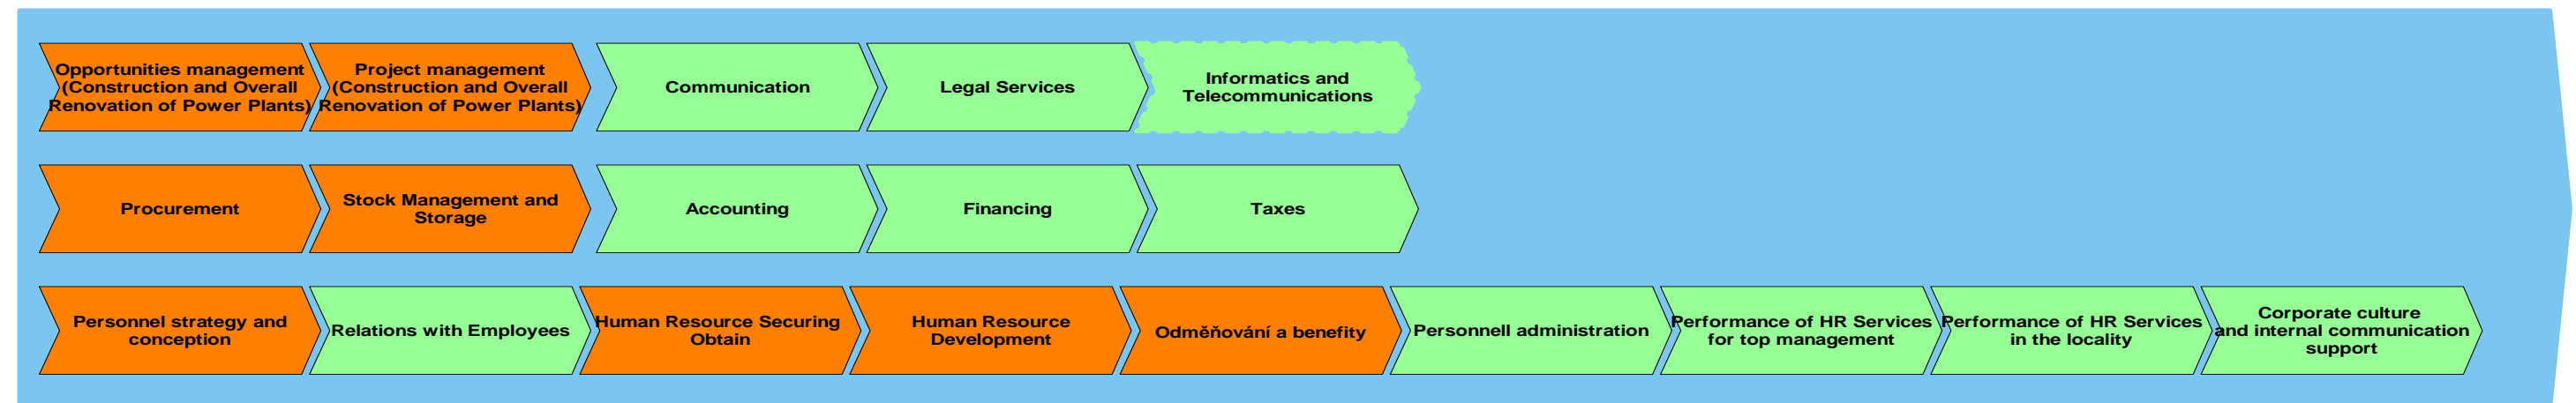 Opportunities management
(Construction and Overall
Renovation of Power Plants)
Project management
(Construction and Overall
Renovation of Power Plants)
Communication
Legal Services
Informatics and
Telecommunications
Procurement
Stock Management and
Storage
Accounting
Financing
Taxes
Personnel strategy and
conception
Relations with Employees
Human Resource Securing
Obtain
Human Resource
Development
Odměňování a benefity
Personnell administration
Performance of HR Services
for top management
Performance of HR Services
in the locality
Corporate culture
and internal communication
support